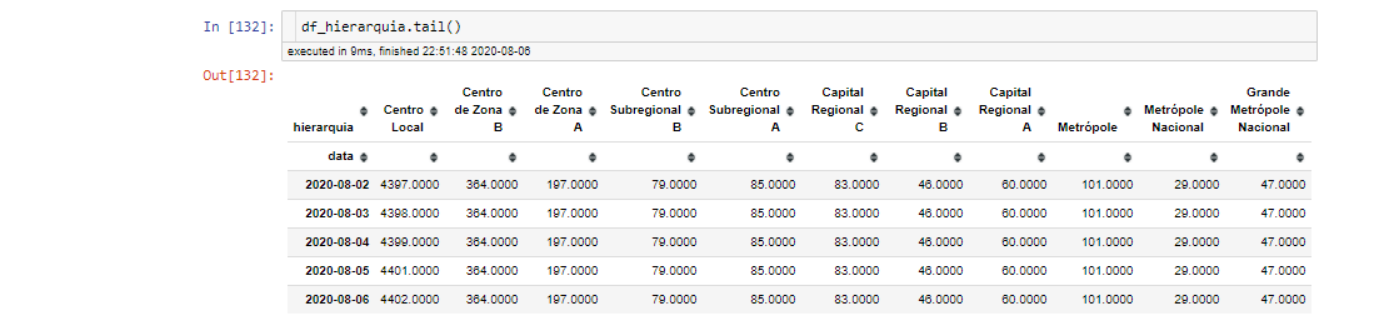 In [132]: df_hierarquia.tail()
executed in 9ms, finished 22:51:48 2020-08-06
Out[132]:
hierarquia Centro Local Centro de Zona B Centro de Zona A Centro Subregional B Centro Subregional A Capital Regional C Capital Regional B Capital Regional A Metrópole Metrópole Nacional Grande Metrópole Nacional
data
2020-08-02 4397.0000 364.0000 197.0000 79.0000 85.0000 83.0000 46.0000 60.0000 101.0000 29.0000 47.0000
2020-08-03 4398.0000 364.0000 197.0000 79.0000 85.0000 83.0000 46.0000 60.0000 101.0000 29.0000 47.0000
2020-08-04 4399.0000 364.0000 197.0000 79.0000 85.0000 83.0000 46.0000 60.0000 101.0000 29.0000 47.0000
2020-08-05 4401.0000 364.0000 197.0000 79.0000 85.0000 83.0000 46.0000 60.0000 101.0000 29.0000 47.0000
2020-08-06 4402.0000 364.0000 197.0000 79.0000 85.0000 83.0000 46.0000 60.0000 101.0000 29.0000 47.0000